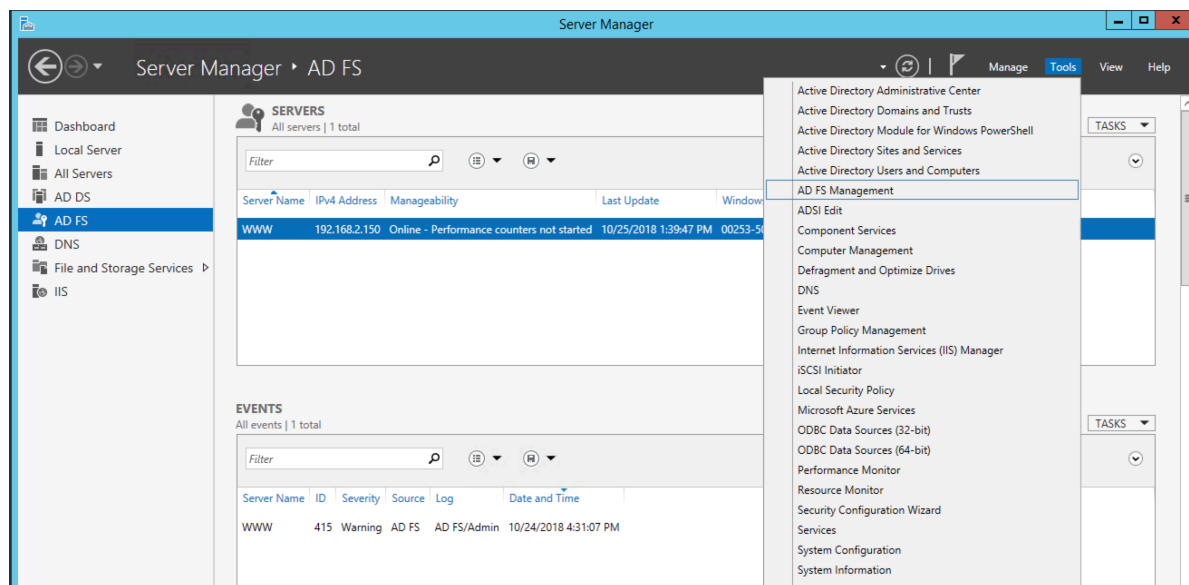 Server Manager
Server Manager ‣ AD FS
Manage Tools View Help
Dashboard
Local Server
All Servers
AD DS
AD FS
DNS
File and Storage Services
IIS
SERVERS
All servers | 1 total
TASKS
Filter
Server Name IPv4 Address Manageability Last Update
WWW 192.168.2.150 Online - Performance counters not started 10/25/2018 1:39:47 PM
EVENTS
All events | 1 total
TASKS
Filter
Server Name ID Severity Source Log Date and Time
WWW 415 Warning AD FS AD FS/Admin 10/24/2018 4:31:07 PM
Active Directory Administrative Center
Active Directory Domains and Trusts
Active Directory Module for Windows PowerShell
Active Directory Sites and Services
Active Directory Users and Computers
AD FS Management
ADSI Edit
Component Services
Computer Management
Defragment and Optimize Drives
DNS
Event Viewer
Group Policy Management
Internet Information Services (IIS) Manager
iSCSI Initiator
Local Security Policy
Microsoft Azure Services
ODBC Data Sources (32-bit)
ODBC Data Sources (64-bit)
Performance Monitor
Resource Monitor
Security Configuration Wizard
Services
System Configuration
System Information